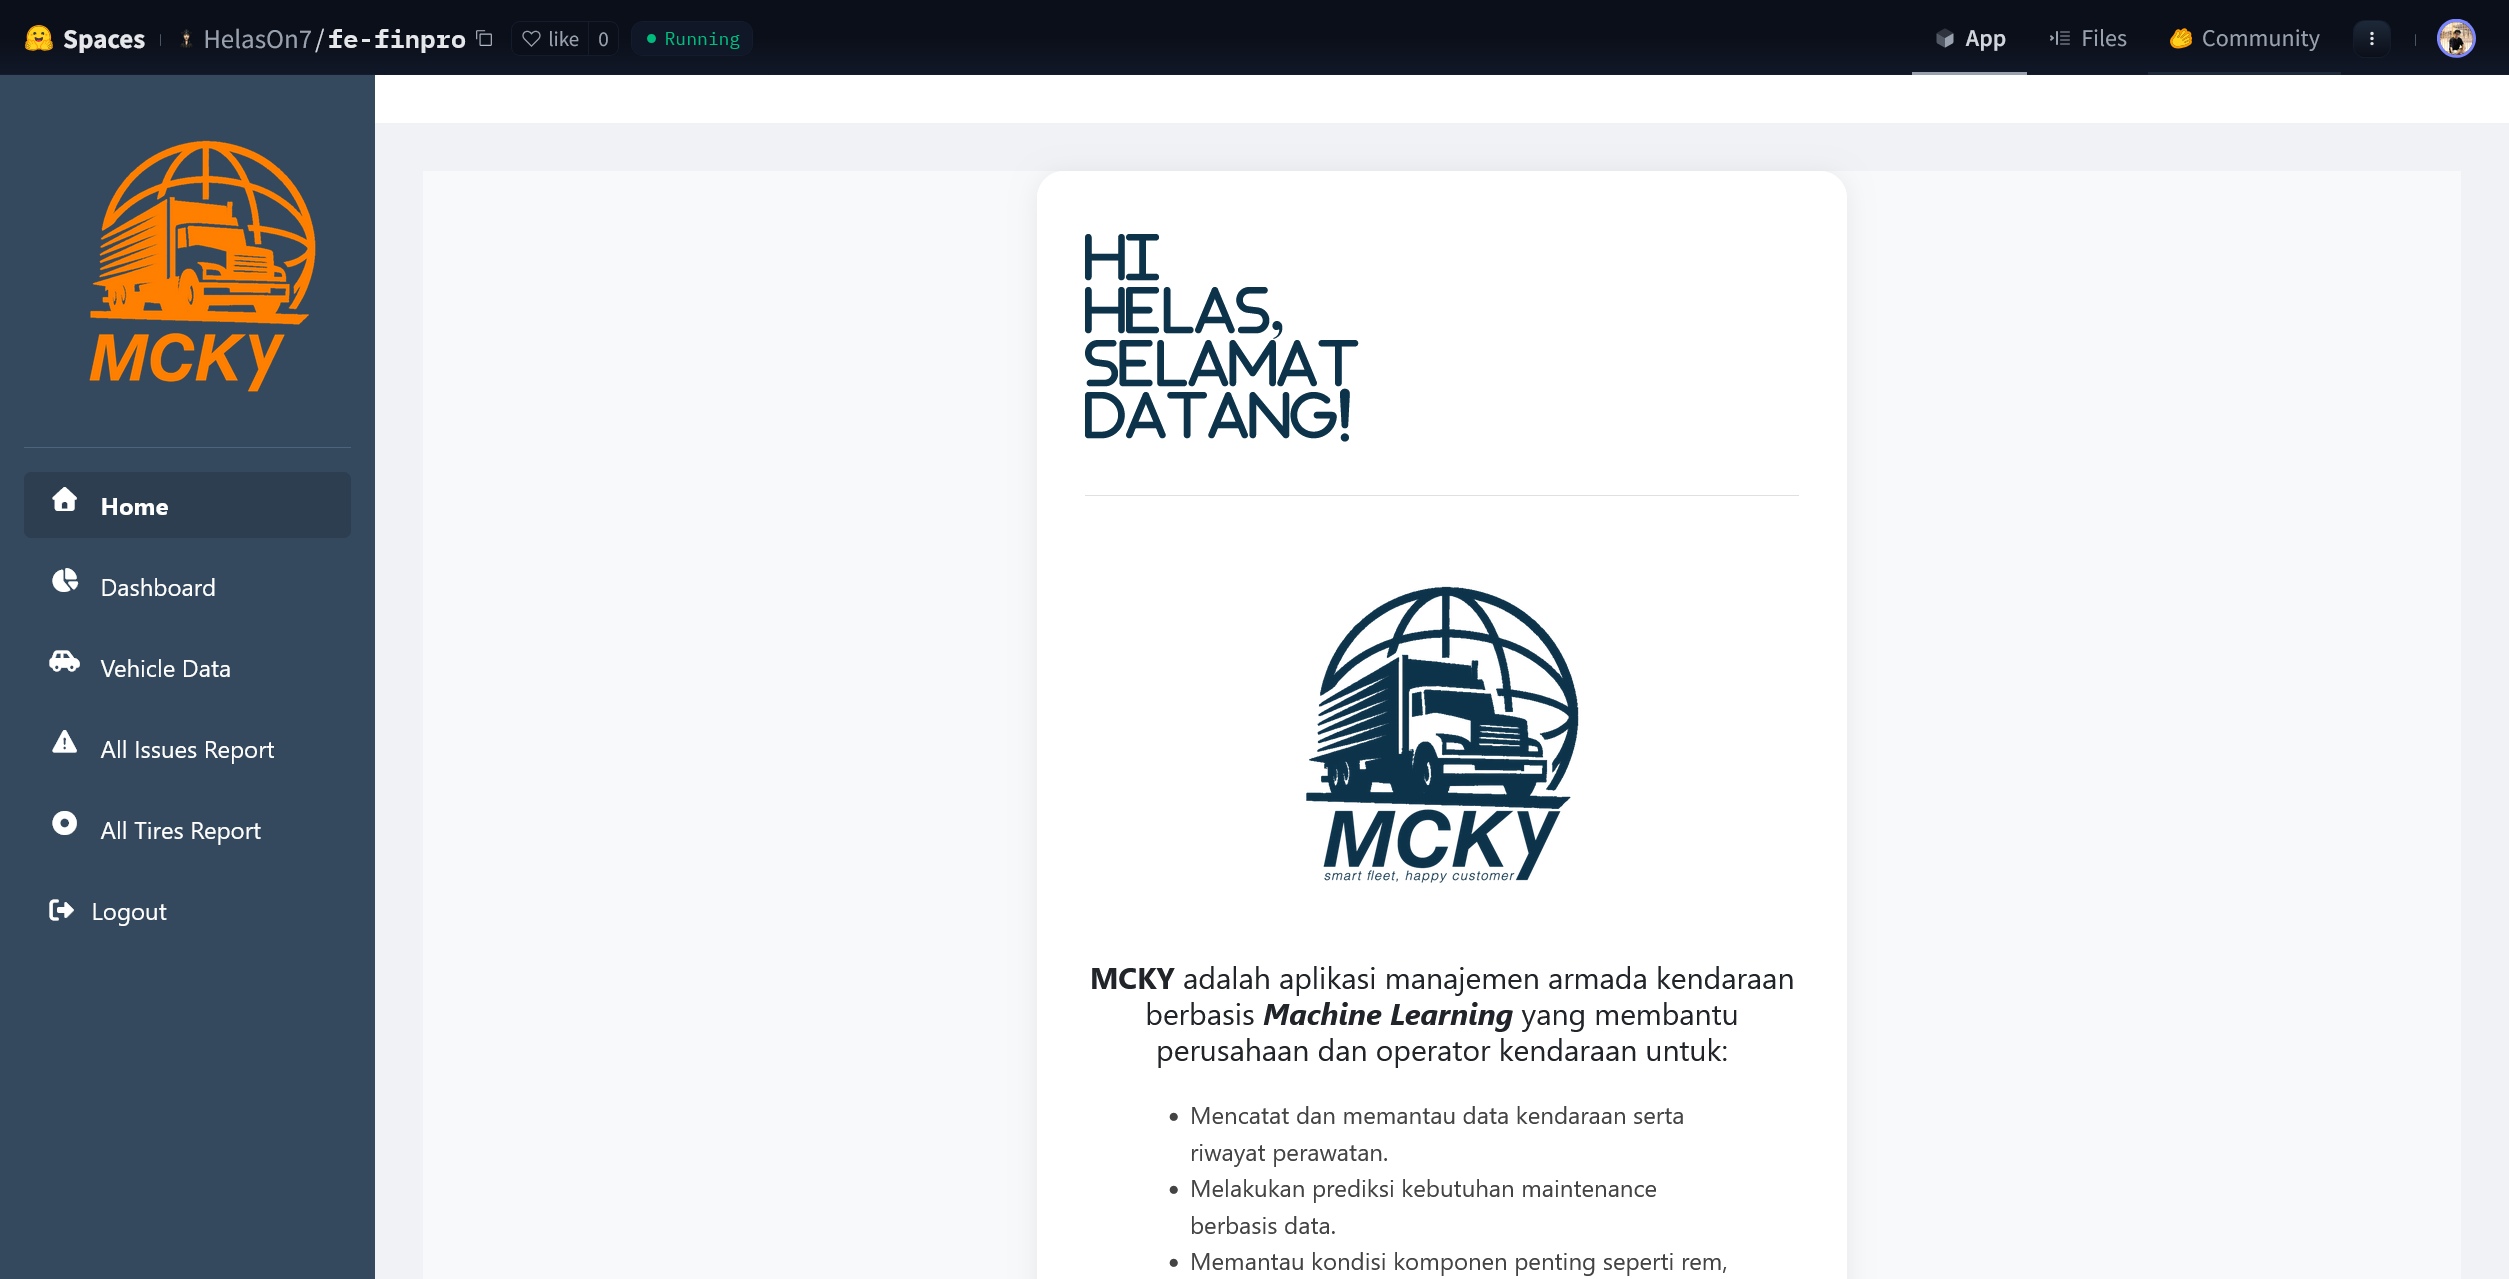 Spaces HelasOn7/fe-finpro like 0 Running App Files Community
MCKY
Home
Dashboard
Vehicle Data
All Issues Report
All Tires Report
Logout
HI
HELAS,
SELAMAT
DATANG!
MCKY
smart fleet, happy customer
MCKY adalah aplikasi manajemen armada kendaraan
berbasis Machine Learning yang membantu
perusahaan dan operator kendaraan untuk:
• Mencatat dan memantau data kendaraan serta
riwayat perawatan.
• Melakukan prediksi kebutuhan maintenance
berbasis data.
• Memantau kondisi komponen penting seperti rem,